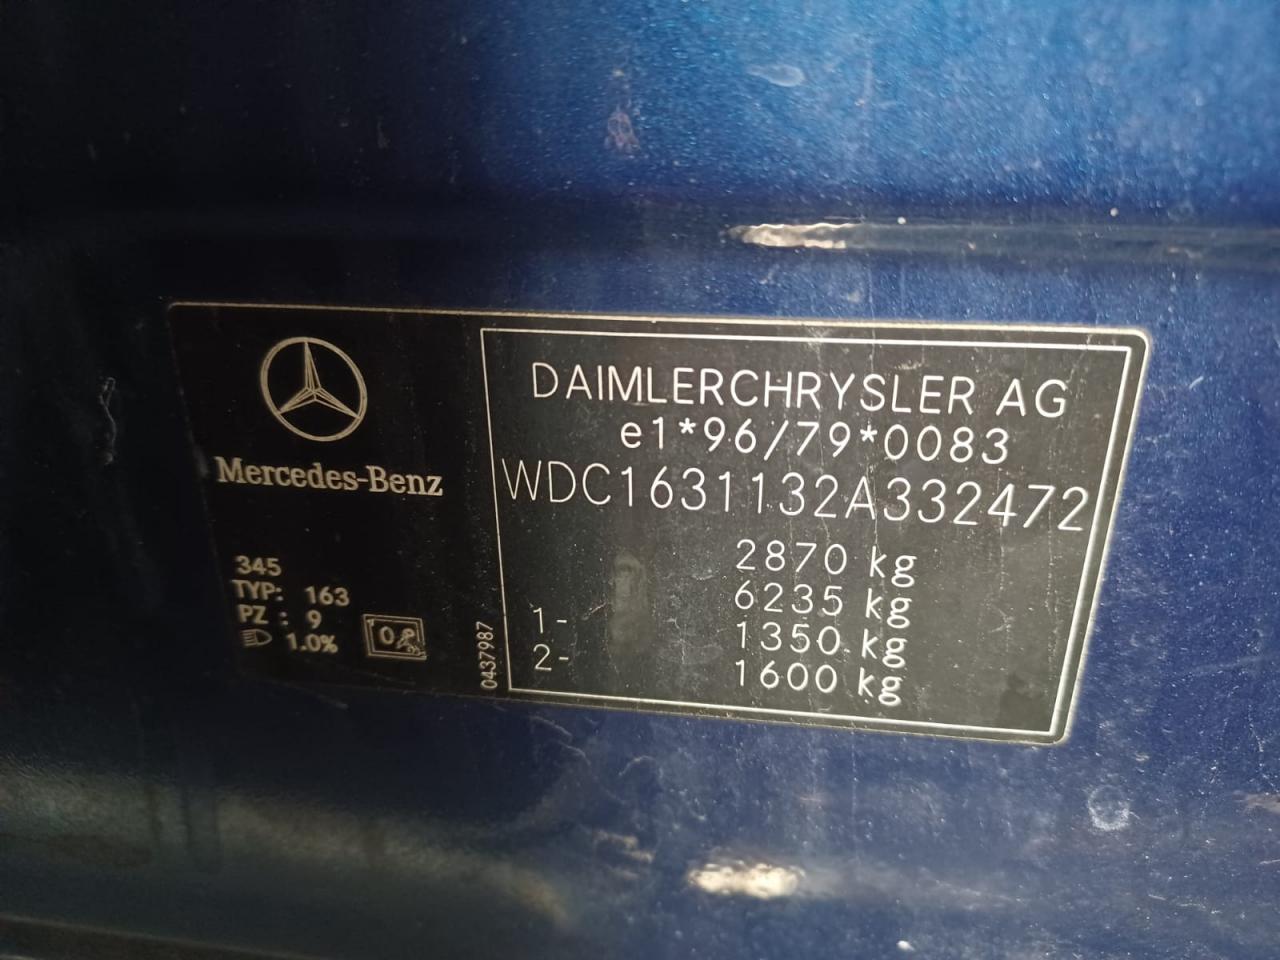 Mercedes-Benz
345
TYP: 163
PZ : 9
1.0%
0
0437987
DAIMLERCHRYSLER AG
e1*96/79*0083
WDC1631132A332472
2870 kg
6235 kg
1- 1350 kg
2- 1600 kg